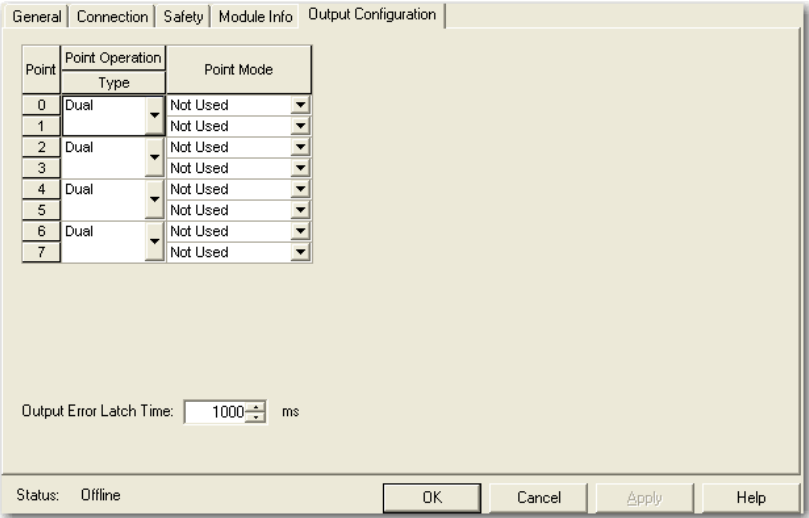 General Connection Safety Module Info Output Configuration
Point Point Operation Point Mode
Type
0 Dual Not Used
1 Not Used
2 Dual Not Used
3 Not Used
4 Dual Not Used
5 Not Used
6 Dual Not Used
7 Not Used
Output Error Latch Time: 1000 ms
Status: Offline OK Cancel Apply Help